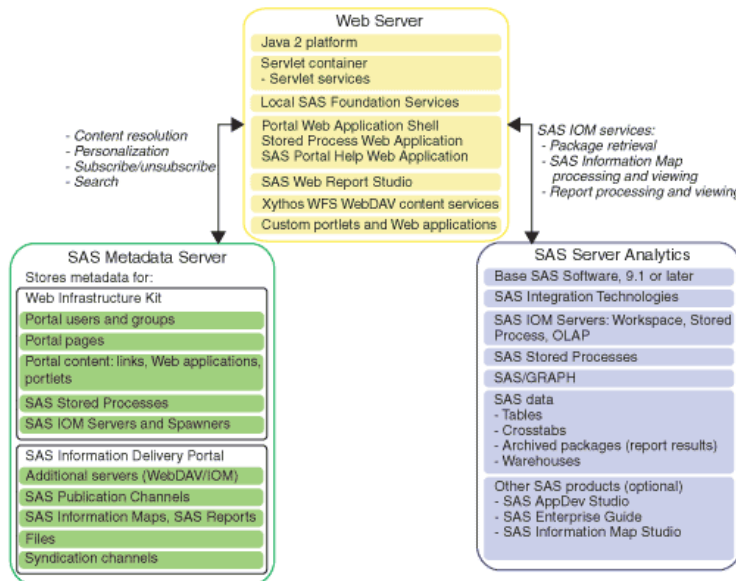 Web Server
Java 2 platform
Servlet container
- Servlet services
Local SAS Foundation Services
Portal Web Application Shell
Stored Process Web Application
SAS Portal Help Web Application
SAS Web Report Studio
Xythos WFS WebDAV content services
Custom portlets and Web applications
- Content resolution
- Personalization
- Subscribe/unsubscribe
- Search
SAS IOM services:
- Package retrieval
- SAS Information Map
processing and viewing
- Report processing and viewing
SAS Metadata Server
Stores metadata for:
Web Infrastructure Kit
Portal users and groups
Portal pages
Portal content: links, Web applications,
portlets
SAS Stored Processes
SAS IOM Servers and Spawners
SAS Information Delivery Portal
Additional servers (WebDAV/IOM)
SAS Publication Channels
SAS Information Maps, SAS Reports
Files
Syndication channels
SAS Server Analytics
Base SAS Software, 9.1 or later
SAS Integration Technologies
SAS IOM Servers: Workspace, Stored
Process, OLAP
SAS Stored Processes
SAS/GRAPH
SAS data
- Tables
- Crosstabs
- Archived packages (report results)
- Warehouses
Other SAS products (optional)
- SAS AppDev Studio
- SAS Enterprise Guide
- SAS Information Map Studio